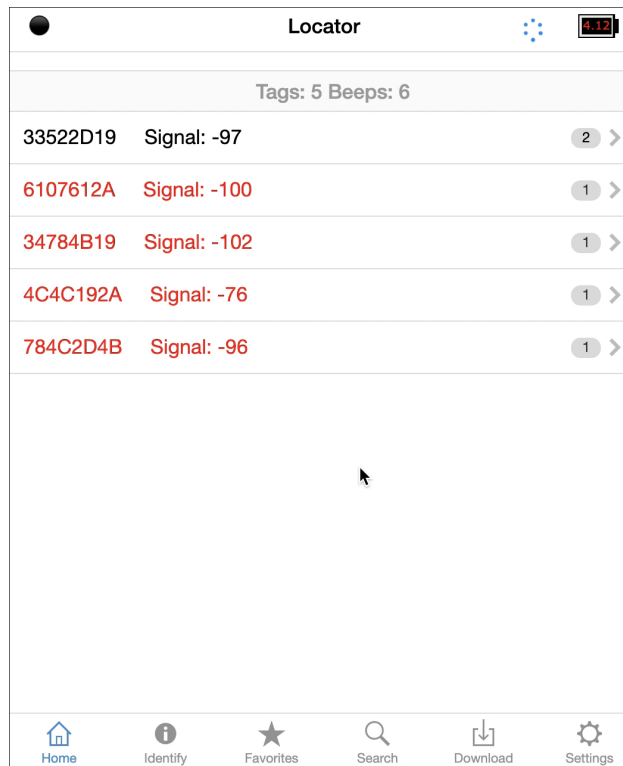 Locator
4.12
Tags: 5 Beeps: 6
33522D19 Signal: -97 2
6107612A Signal: -100 1
34784B19 Signal: -102 1
4C4C192A Signal: -76 1
784C2D4B Signal: -96 1
Home Identify Favorites Search Download Settings